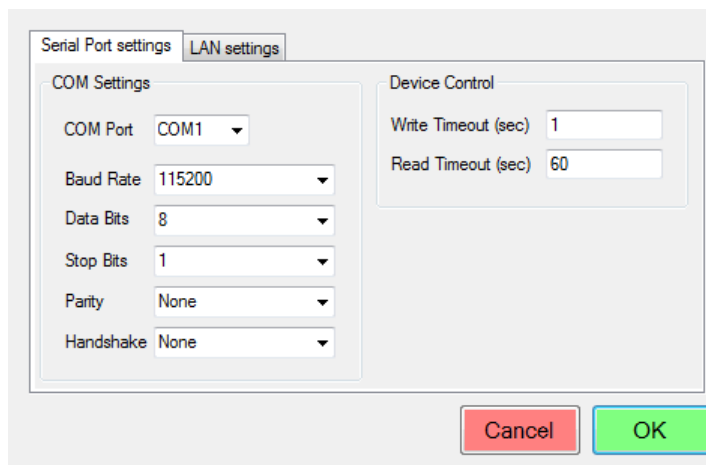 Serial Port settings LAN settings
COM Settings
COM Port COM1
Baud Rate 115200
Data Bits 8
Stop Bits 1
Parity None
Handshake None
Device Control
Write Timeout (sec) 1
Read Timeout (sec) 60
Cancel OK